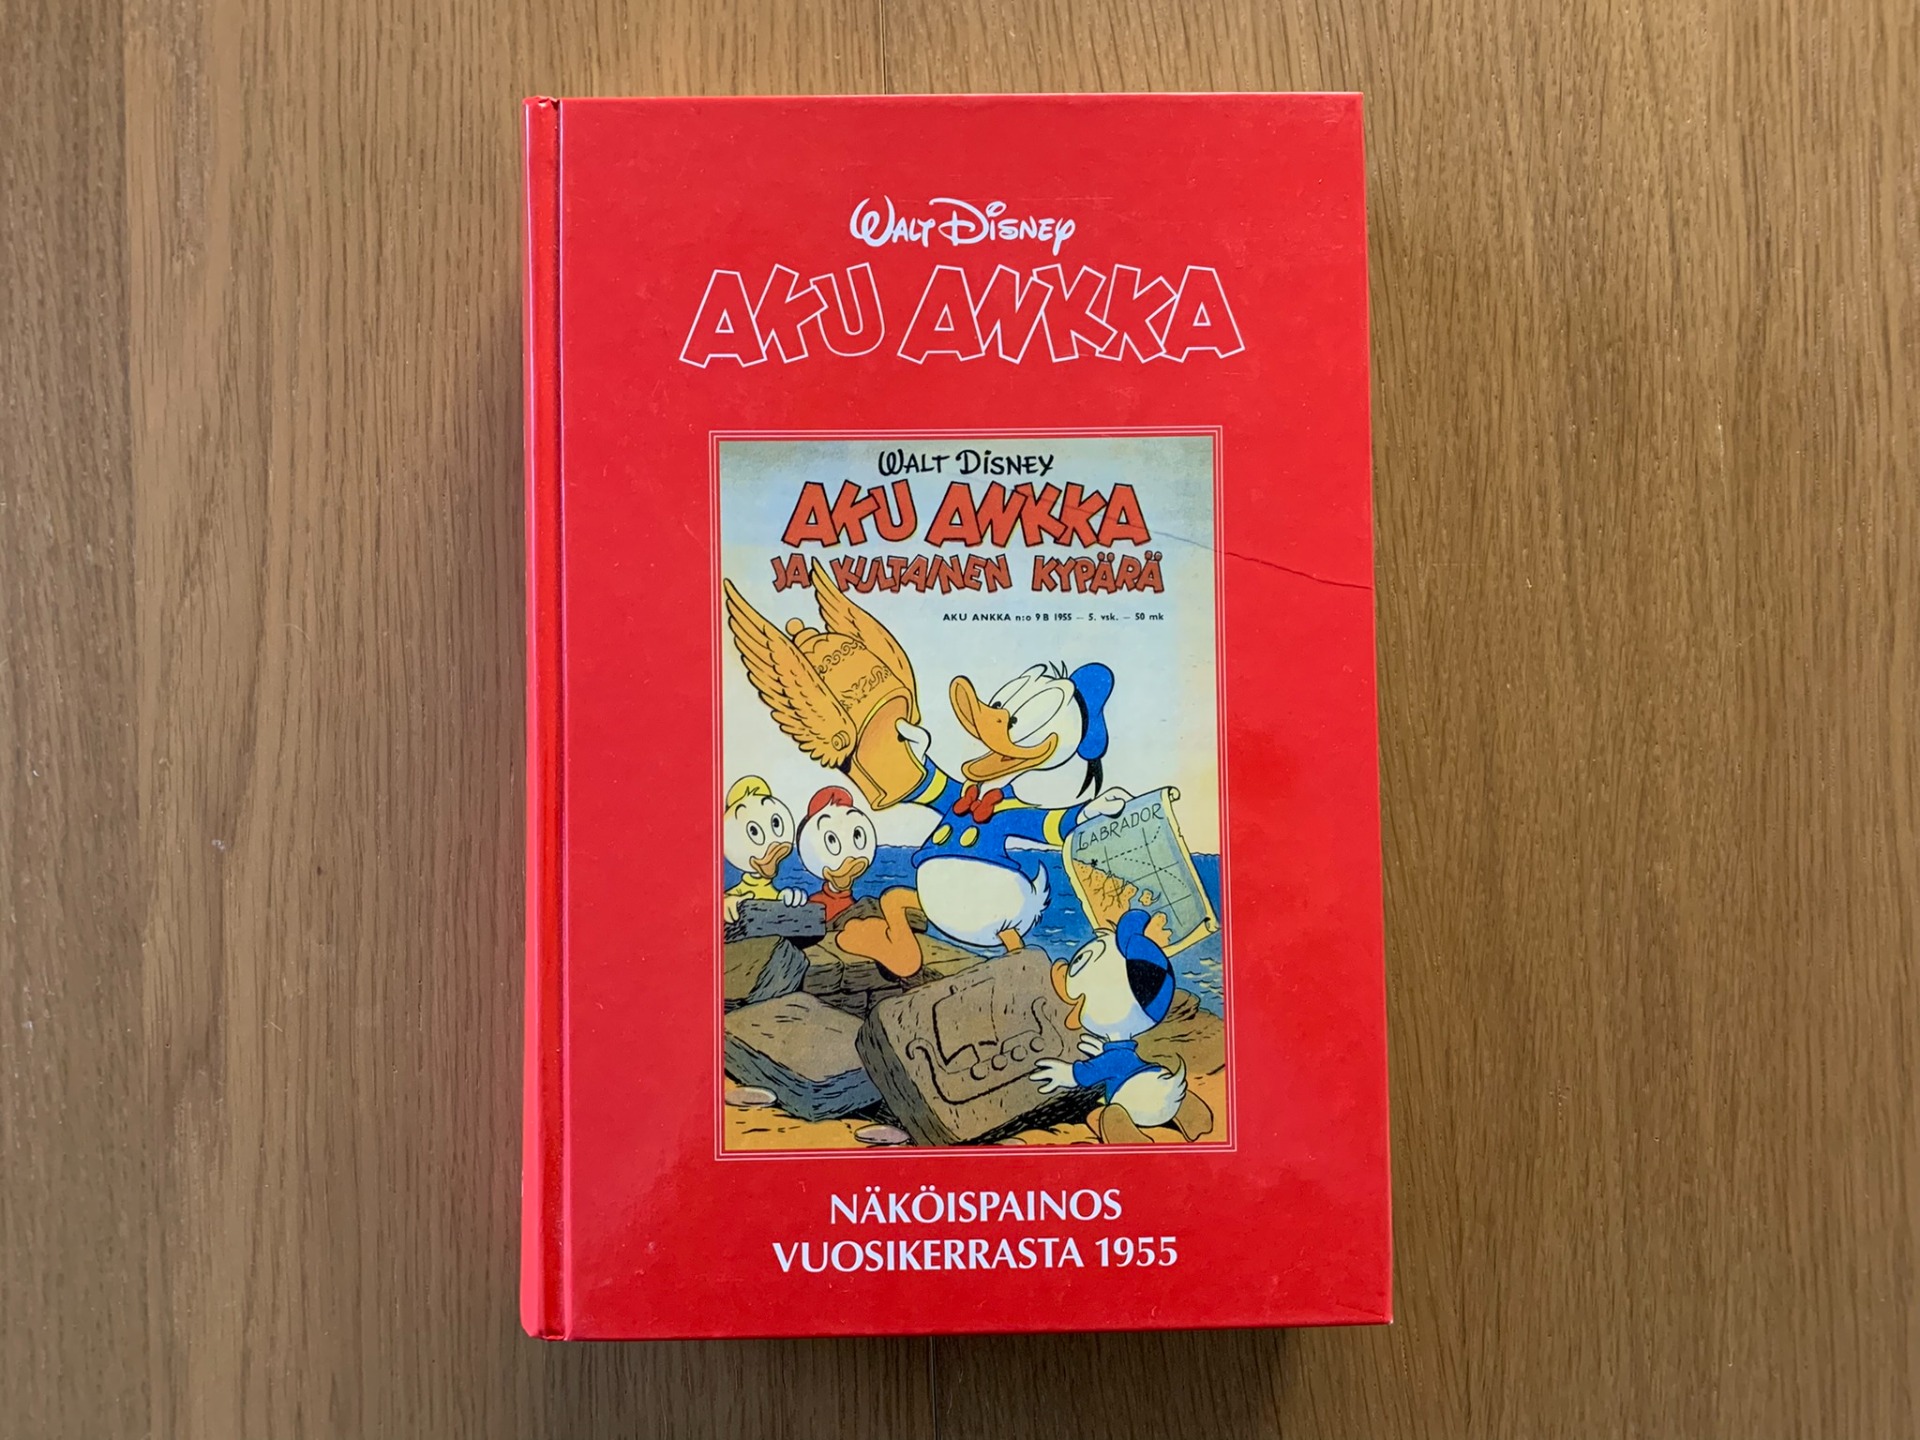 WALT DISNEY
AKU ANKKA
WALT DISNEY
AKU ANKKA
JA KULTAINEN KYPÄRÄ
AKU ANKKA n:o 9 B 1955 — 5. vsk. — 50 mk
LABRADOR
NÄKÖISPAINOS
VUOSIKERRASTA 1955